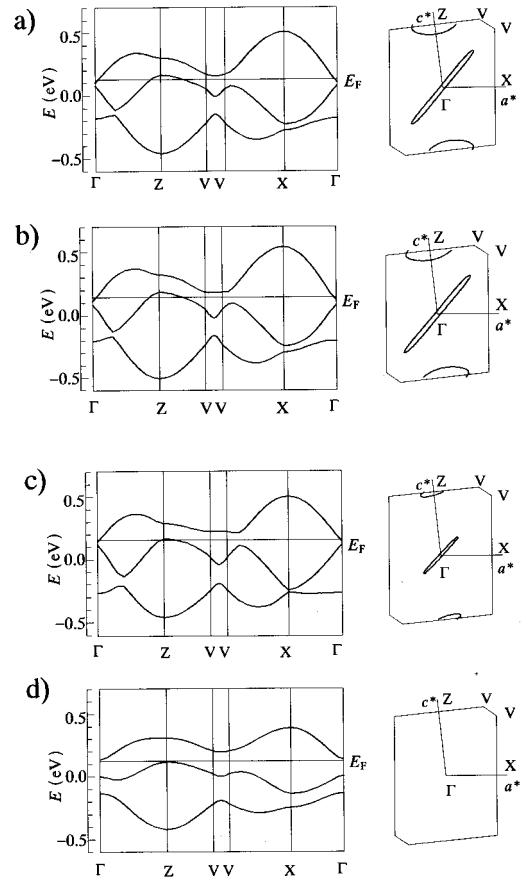 a)
E (eV)
0.5
0.0
−0.5
E_F
Γ Z V V X Γ
c* Z V
V
X
Γ a*
b)
E (eV)
0.5
0.0
−0.5
E_F
Γ Z V V X Γ
c* Z V V
X
Γ a*
c)
E (eV)
0.5
0.0
−0.5
E_F
Γ Z V V X Γ
c* Z V V
X
Γ a*
d)
E (eV)
0.5
0.0
−0.5
E_F
Γ Z V V X Γ
c* Z V V
X
Γ a*